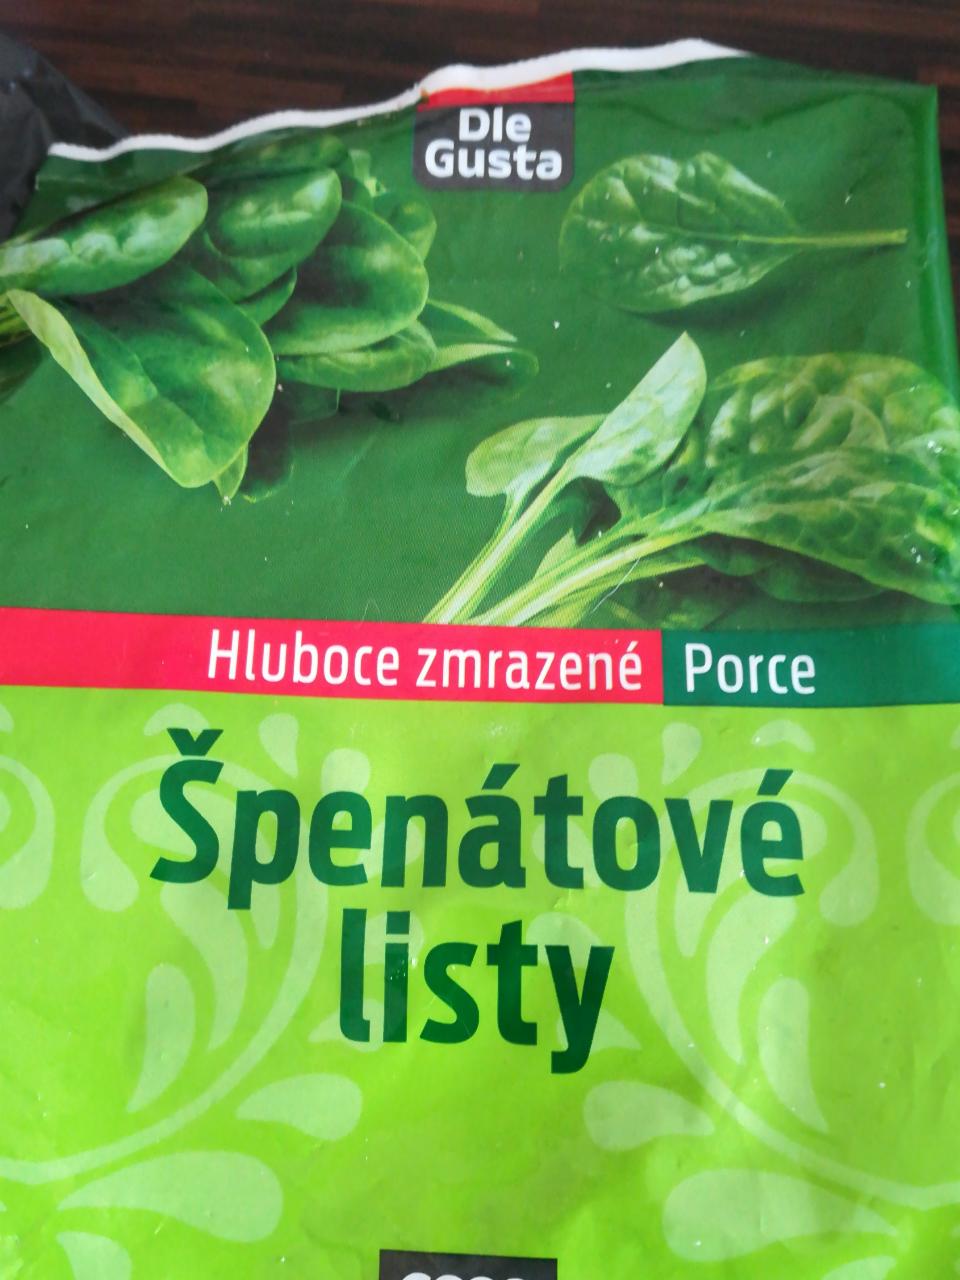 Dle
Gusta
Hluboce zmrazené Porce
Špenátové
listy